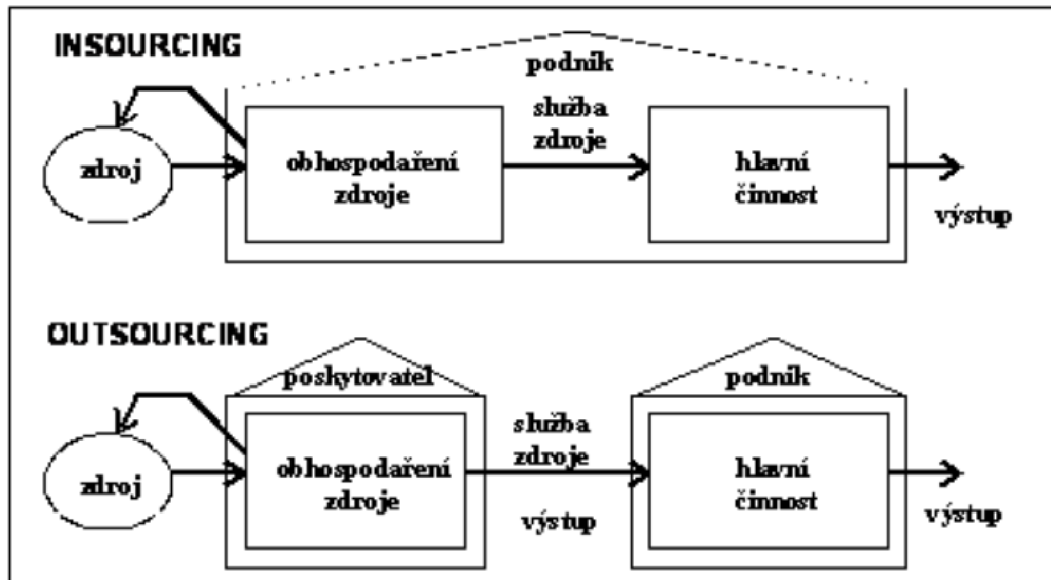 INSOURCING
podnik
služba
zdroje
zdroj
obhospodaření
zdroje
hlavní
činnost
výstup
OUTSOURCING
poskytovatel
podnik
služba
zdroje
zdroj
obhospodaření
zdroje
hlavní
činnost
výstup
výstup